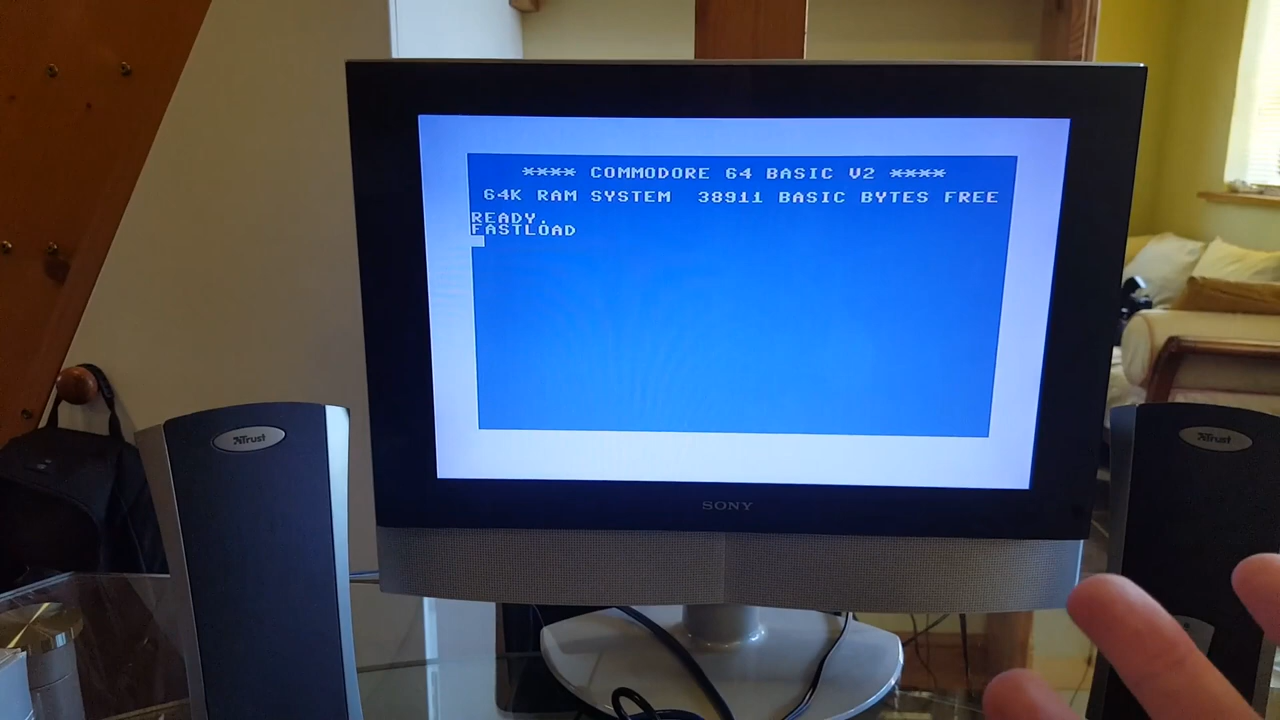 **** COMMODORE 64 BASIC V2 ****
64K RAM SYSTEM  38911 BASIC BYTES FREE
READY.
FASTLOAD
Trust
Trust
SONY